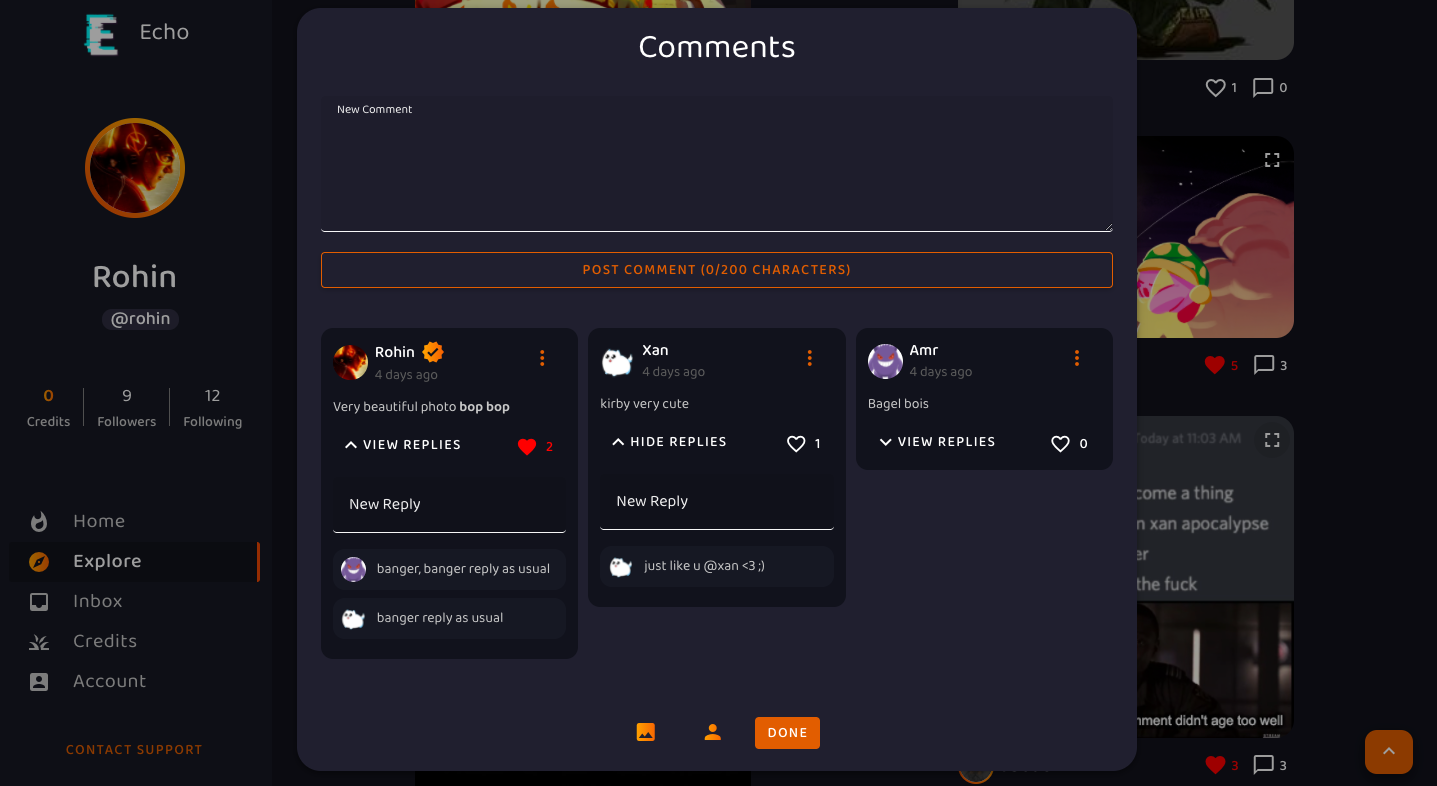 Echo
Rohin
@rohin
0
Credits
9
Followers
12
Following
Home
Explore
Inbox
Credits
Account
CONTACT SUPPORT
Comments
New Comment
POST COMMENT (0/200 CHARACTERS)
Rohin
4 days ago
Very beautiful photo bop bop
VIEW REPLIES
2
New Reply
banger, banger reply as usual
banger reply as usual
Xan
4 days ago
kirby very cute
HIDE REPLIES
1
New Reply
just like u @xan <3 ;)
Amr
4 days ago
Bagel bois
VIEW REPLIES
0
DONE
1
0
5
3
oday at 11:03 AM
come a thing
n xan apocalypse
er
the fuck
nment didn't age too well
3
3